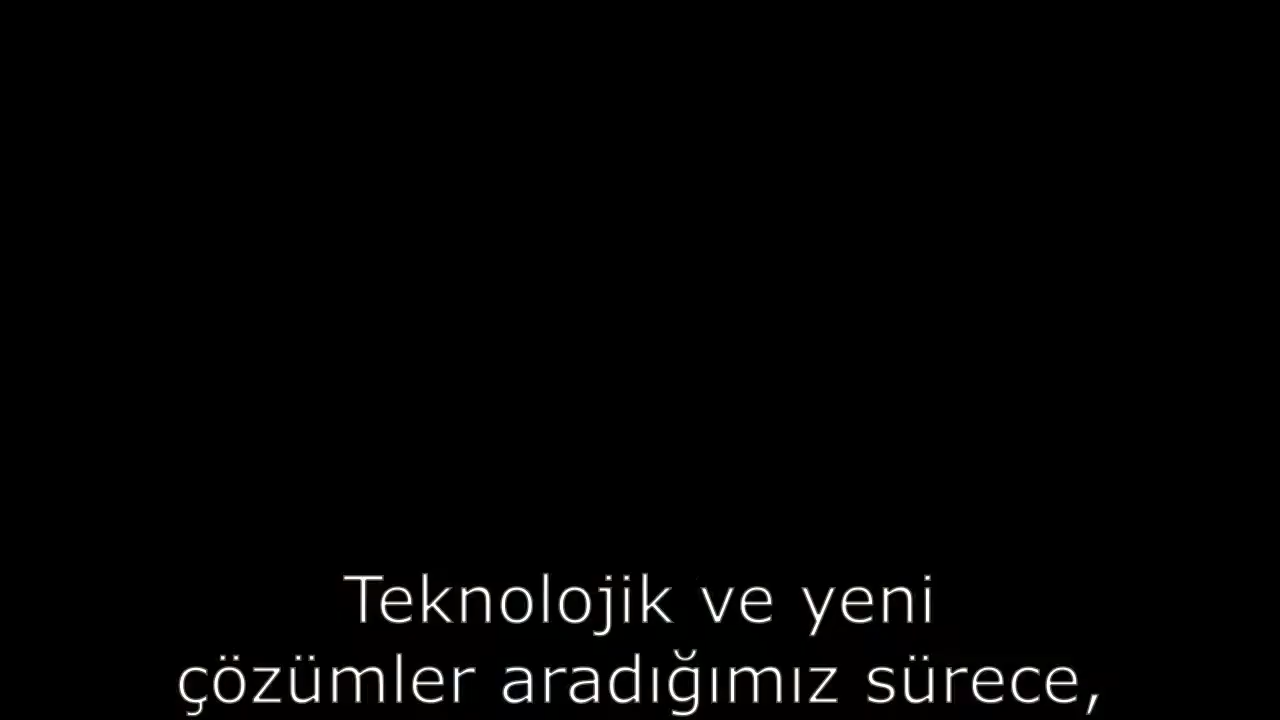 Teknolojik ve yeni
çözümler aradığımız sürece,